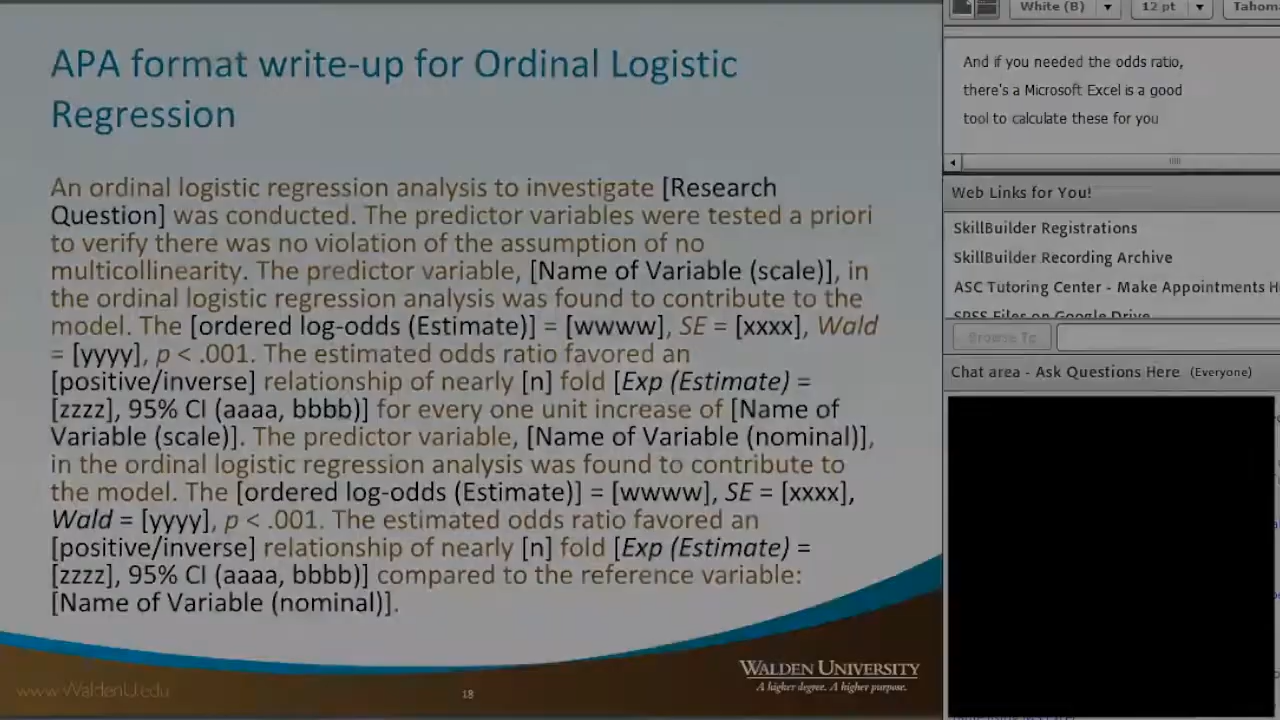 APA format write-up for Ordinal Logistic
Regression
An ordinal logistic regression analysis to investigate [Research
Question] was conducted. The predictor variables were tested a priori
to verify there was no violation of the assumption of no
multicollinearity. The predictor variable, [Name of Variable (scale)], in
the ordinal logistic regression analysis was found to contribute to the
model. The [ordered log-odds (Estimate)] = [wwww], SE = [xxxx], Wald
= [yyyy], p < .001. The estimated odds ratio favored an
[positive/inverse] relationship of nearly [n] fold [Exp (Estimate) =
[zzzz], 95% CI (aaaa, bbbb)] for every one unit increase of [Name of
Variable (scale)]. The predictor variable, [Name of Variable (nominal)],
in the ordinal logistic regression analysis was found to contribute to
the model. The [ordered log-odds (Estimate)] = [wwww], SE = [xxxx],
Wald = [yyyy], p < .001. The estimated odds ratio favored an
[positive/inverse] relationship of nearly [n] fold [Exp (Estimate) =
[zzzz], 95% CI (aaaa, bbbb)] compared to the reference variable:
[Name of Variable (nominal)].
www.WaldenU.edu
18
WALDEN UNIVERSITY
A higher degree. A higher purpose.
White (B)
12 pt
Tahom
And if you needed the odds ratio,
there's a Microsoft Excel is a good
tool to calculate these for you
Web Links for You!
SkillBuilder Registrations
SkillBuilder Recording Archive
ASC Tutoring Center - Make Appointments H
SPSS Files on Google Drive
Browse To
Chat area - Ask Questions Here (Everyone)